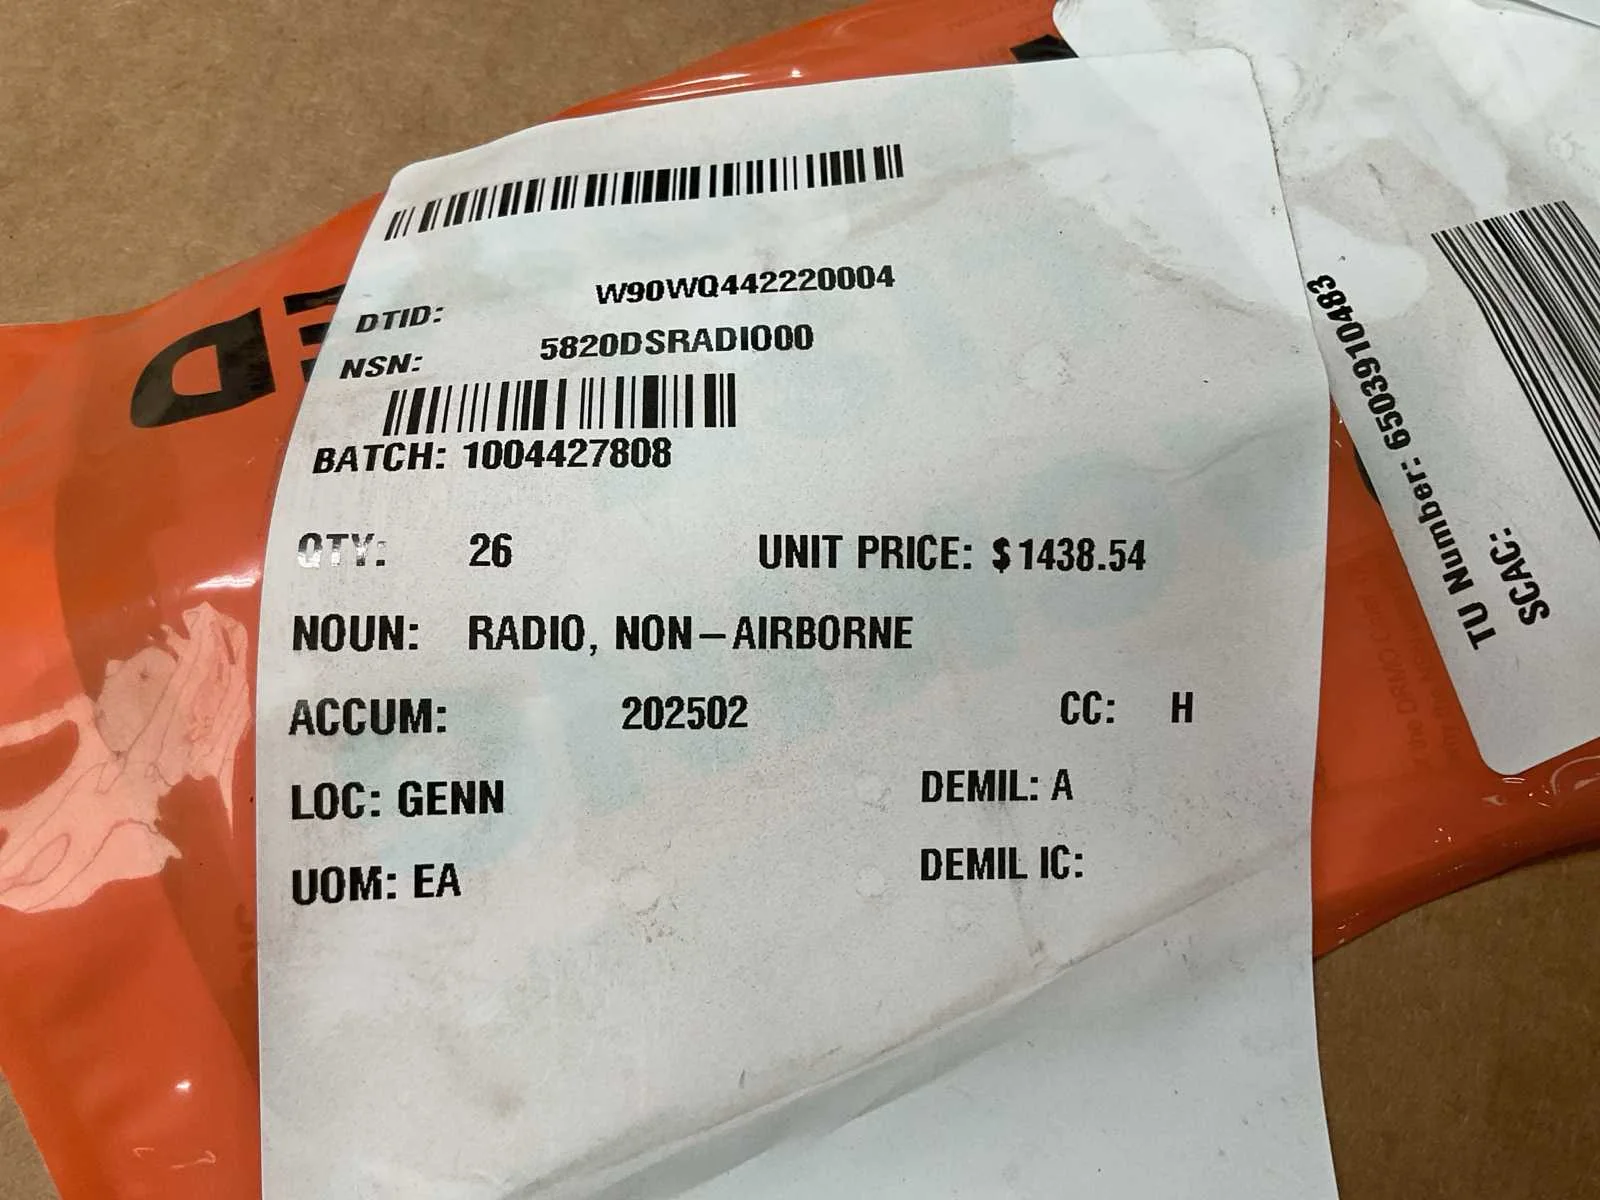 W90WQ442220004
DTID:
5820DSRADIO00
NSN:
BATCH: 1004427808
QTY: 26 UNIT PRICE: $1438.54
NOUN: RADIO, NON-AIRBORNE
ACCUM: 202502 CC: H
LOC: GENN DEMIL: A
UOM: EA DEMIL IC:
TU Number: 6503910483
SCAC:
ED